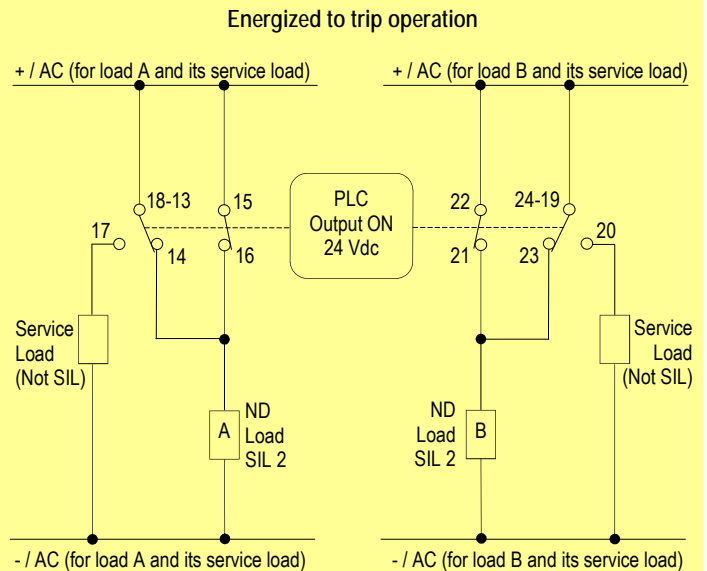 Energized to trip operation
+ / AC (for load A and its service load)
+ / AC (for load B and its service load)
18-13
15
17
14
16
PLC
Output ON
24 Vdc
22
24-19
21
23
20
Service
Load
(Not SIL)
A
ND
Load
SIL 2
ND
Load
SIL 2
B
Service
Load
(Not SIL)
- / AC (for load A and its service load)
- / AC (for load B and its service load)